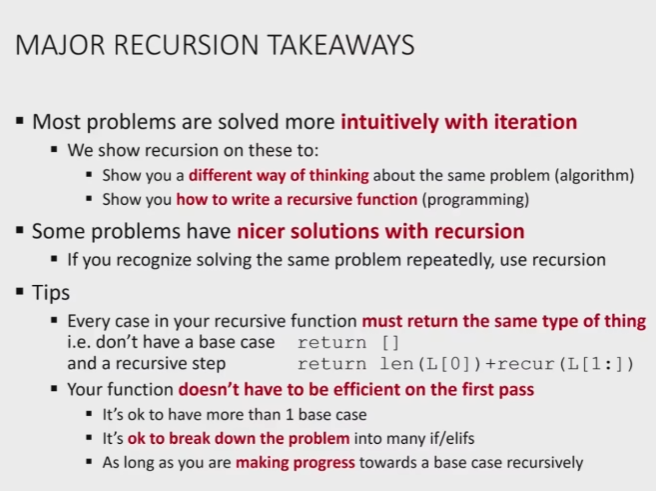 MAJOR RECURSION TAKEAWAYS
▪ Most problems are solved more intuitively with iteration
▪ We show recursion on these to:
▪ Show you a different way of thinking about the same problem (algorithm)
▪ Show you how to write a recursive function (programming)
▪ Some problems have nicer solutions with recursion
▪ If you recognize solving the same problem repeatedly, use recursion
▪ Tips
▪ Every case in your recursive function must return the same type of thing
i.e. don't have a base case return []
and a recursive step return len(L[0])+recur(L[1:])
▪ Your function doesn't have to be efficient on the first pass
▪ It's ok to have more than 1 base case
▪ It's ok to break down the problem into many if/elifs
▪ As long as you are making progress towards a base case recursively